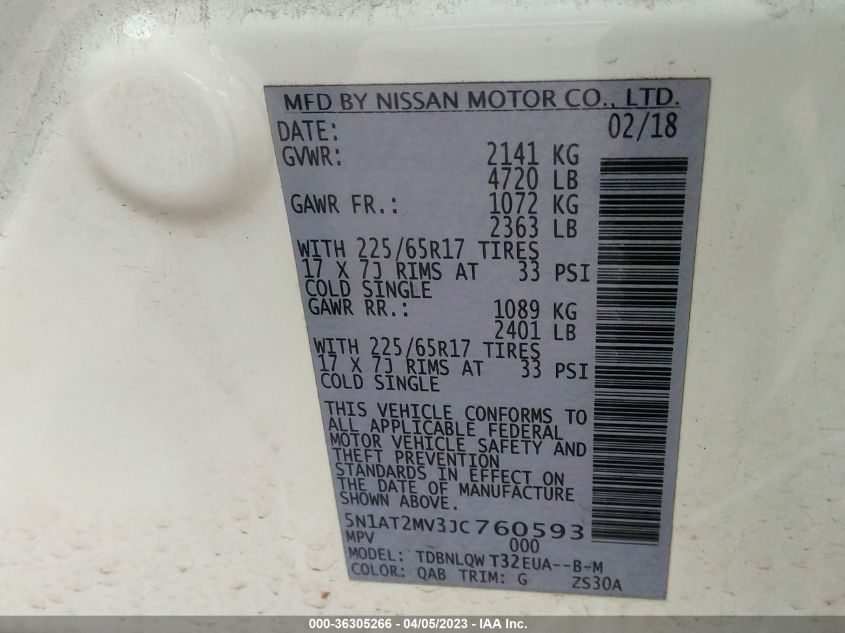 MFD BY NISSAN MOTOR CO., LTD.
DATE: 02/18
GVWR: 2141 KG
4720 LB
GAWR FR.: 1072 KG
2363 LB
WITH 225/65R17 TIRES
17 X 7J RIMS AT 33 PSI
COLD SINGLE
GAWR RR.: 1089 KG
2401 LB
WITH 225/65R17 TIRES
17 X 7J RIMS AT 33 PSI
COLD SINGLE
THIS VEHICLE CONFORMS TO
ALL APPLICABLE FEDERAL
MOTOR VEHICLE SAFETY AND
THEFT PREVENTION
STANDARDS IN EFFECT ON
THE DATE OF MANUFACTURE
SHOWN ABOVE.
5N1AT2MV3JC760593
MPV 000
MODEL: TDBNLQW T32EUA--B-M
COLOR: QAB TRIM: G ZS30A
000-36305266 - 04/05/2023 - IAA Inc.